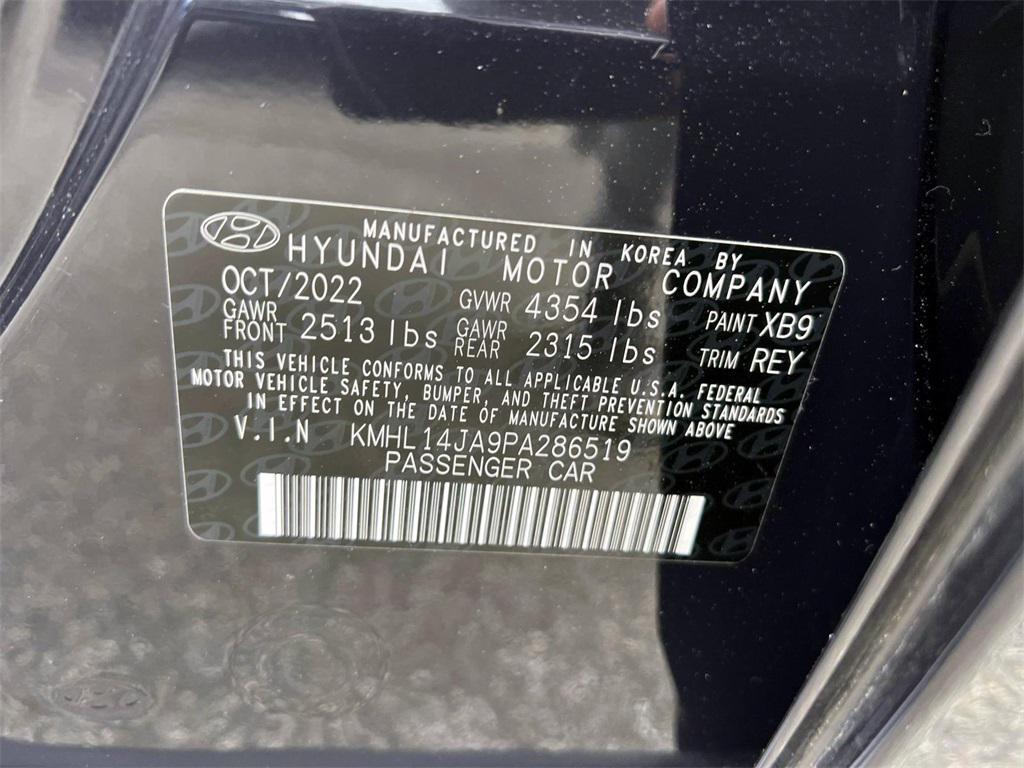 MANUFACTURED IN KOREA BY
HYUNDAI MOTOR COMPANY
OCT/2022 GVWR 4354 lbs PAINT XB9
GAWR FRONT 2513 lbs GAWR REAR 2315 lbs TRIM REY
THIS VEHICLE CONFORMS TO ALL APPLICABLE U.S.A. FEDERAL
MOTOR VEHICLE SAFETY, BUMPER, AND THEFT PREVENTION STANDARDS
IN EFFECT ON THE DATE OF MANUFACTURE SHOWN ABOVE
V.I.N KMHL14JA9PA286519
PASSENGER CAR